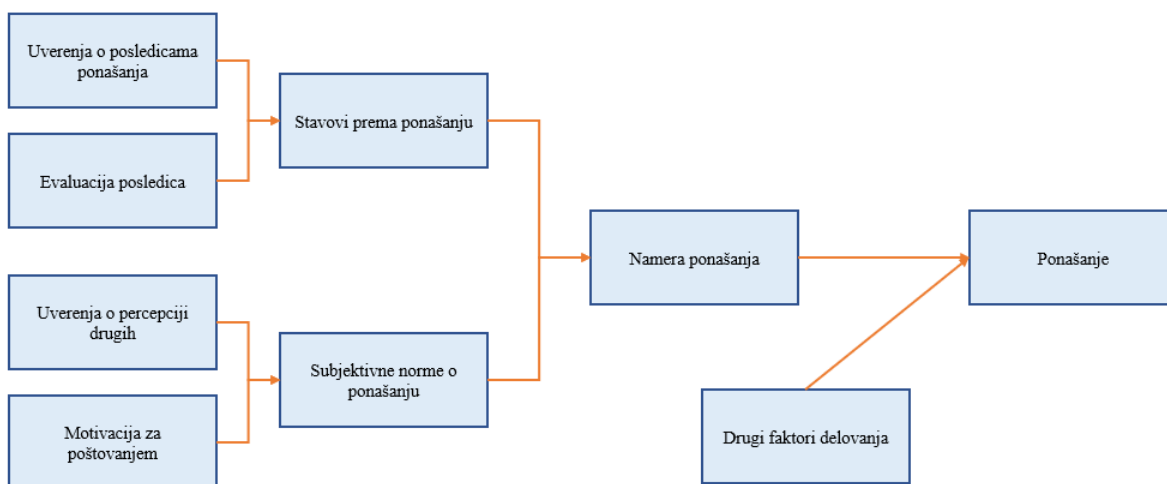 Uverenja o posledicama
ponašanja
Evaluacija posledica
Stavovi prema ponašanju
Uverenja o percepciji
drugih
Motivacija za
poštovanjem
Subjektivne norme o
ponašanju
Namera ponašanja
Drugi faktori delovanja
Ponašanje